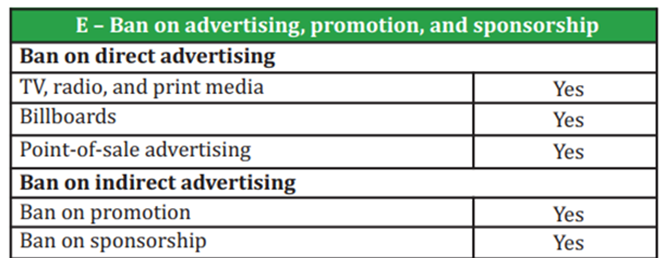 E – Ban on advertising, promotion, and sponsorship
Ban on direct advertising
TV, radio, and print media Yes
Billboards Yes
Point-of-sale advertising Yes
Ban on indirect advertising
Ban on promotion Yes
Ban on sponsorship Yes